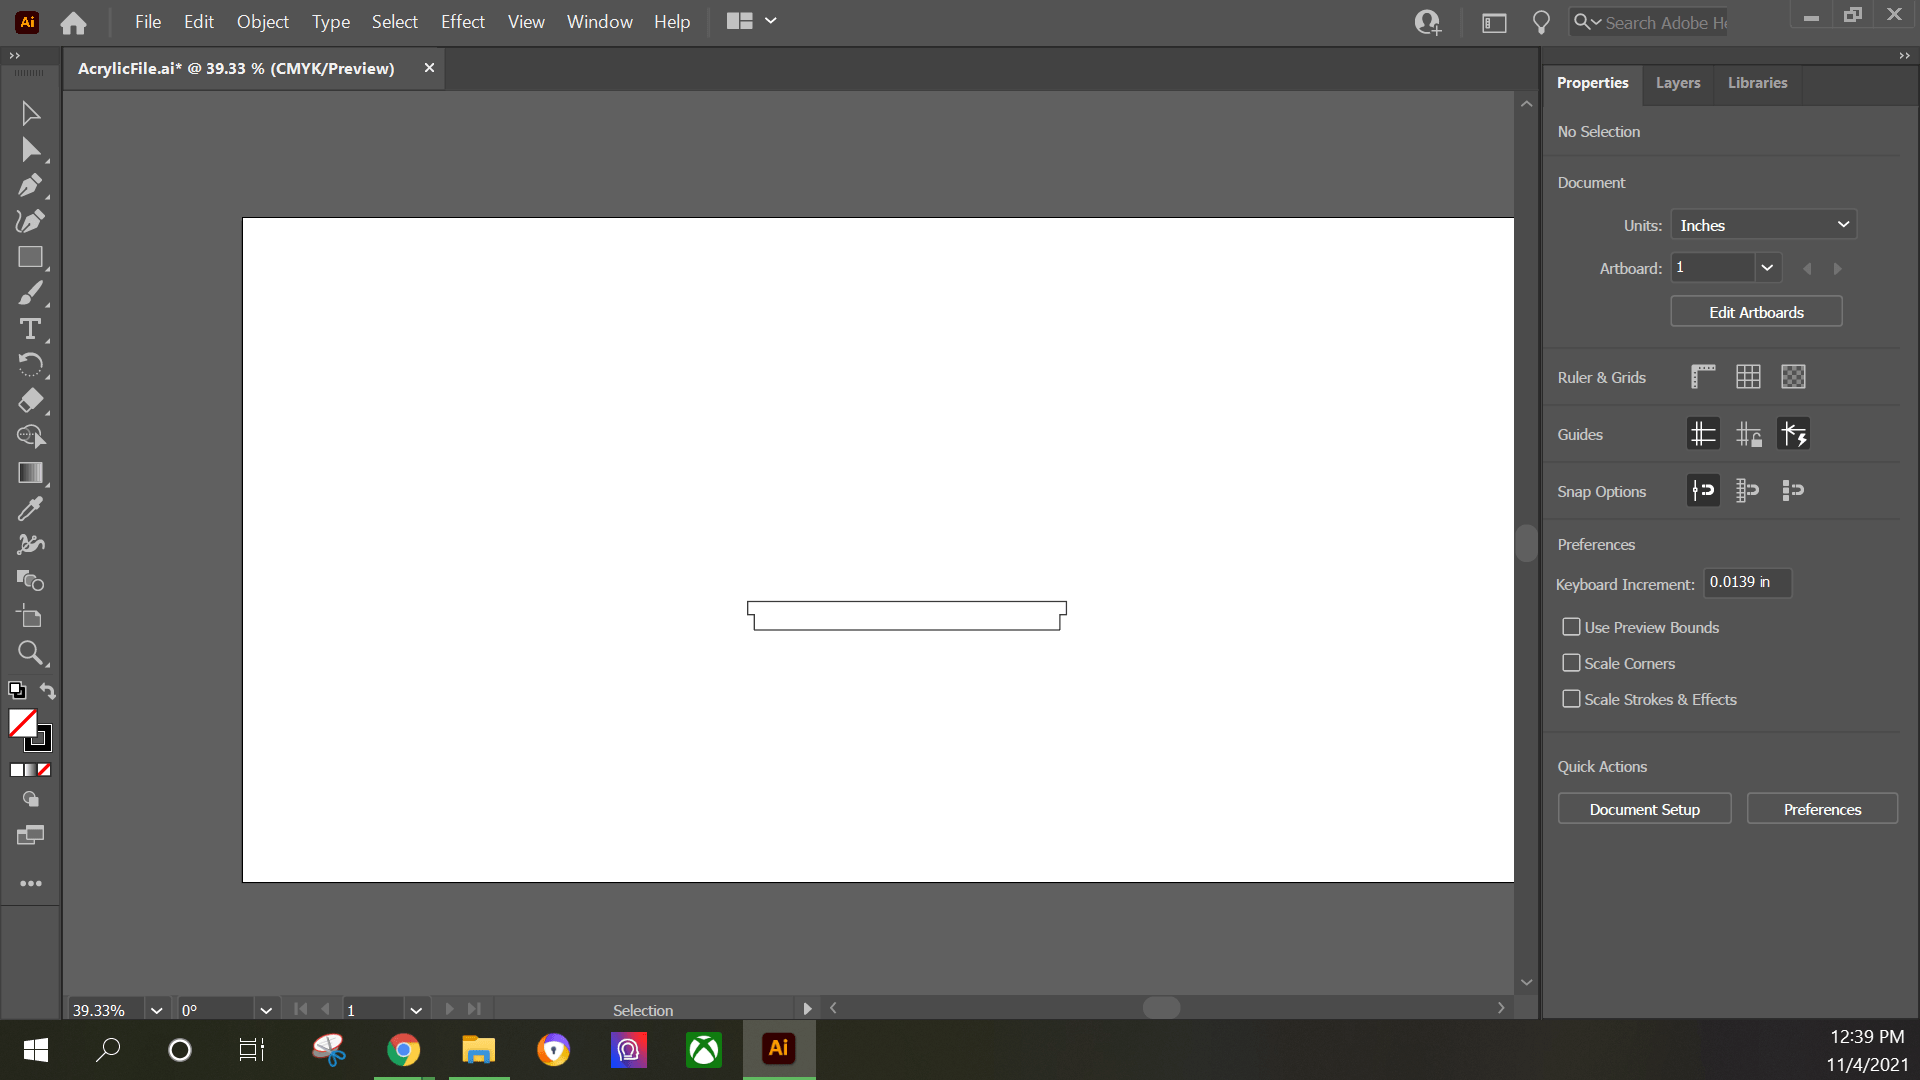 Ai File Edit Object Type Select Effect View Window Help Search Adobe He
AcrylicFile.ai* @ 39.33 % (CMYK/Preview)
Properties Layers Libraries
No Selection
Document
Units: Inches
Artboard: 1
Edit Artboards
Ruler & Grids
Guides
Snap Options
Preferences
Keyboard Increment: 0.0139 in
Use Preview Bounds
Scale Corners
Scale Strokes & Effects
Quick Actions
Document Setup Preferences
39.33% 0° 1 Selection
Ai
12:39 PM
11/4/2021